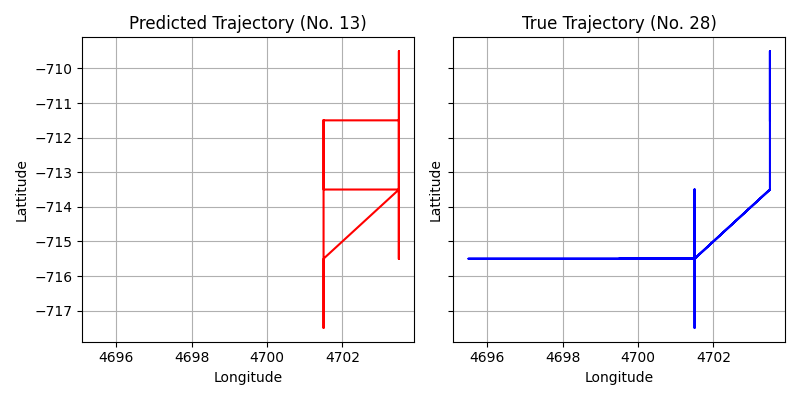 Predicted Trajectory (No. 13)
True Trajectory (No. 28)
−710
−711
−712
−713
−714
−715
−716
−717
Lattitude
Lattitude
4696
4698
4700
4702
4696
4698
4700
4702
Longitude
Longitude